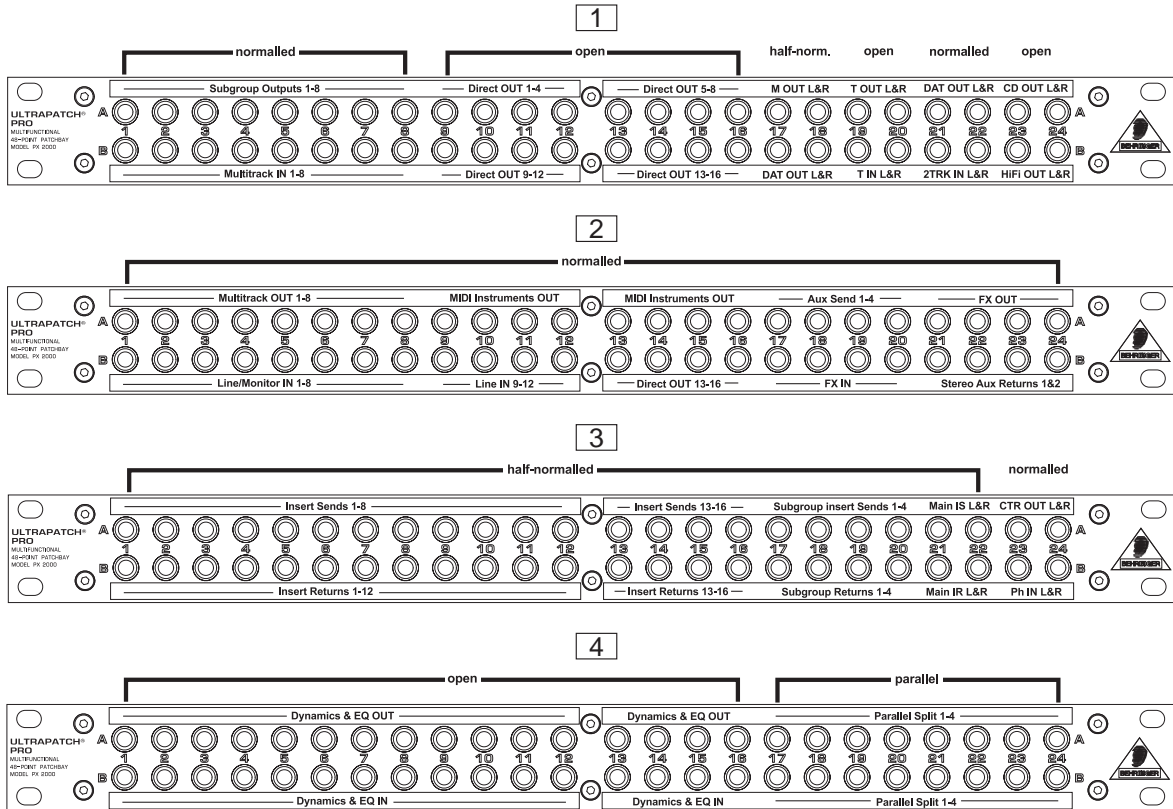 1
normalled open half-norm. open normalled open
Subgroup Outputs 1-8 Direct OUT 1-4 Direct OUT 5-8 M OUT L&R T OUT L&R DAT OUT L&R CD OUT L&R
ULTRAPATCH®
PRO
MULTIFUNCTIONAL
48-POINT PATCHBAY
MODEL PX 2000
A A
1 2 3 4 5 6 7 8 9 10 11 12 13 14 15 16 17 18 19 20 21 22 23 24
B B
BEHRINGER
Multitrack IN 1-8 Direct OUT 9-12 Direct OUT 13-16 DAT OUT L&R T IN L&R 2TRK IN L&R HiFi OUT L&R
2
normalled
Multitrack OUT 1-8 MIDI Instruments OUT MIDI Instruments OUT Aux Send 1-4 FX OUT
ULTRAPATCH®
PRO
MULTIFUNCTIONAL
48-POINT PATCHBAY
MODEL PX 2000
A A
1 2 3 4 5 6 7 8 9 10 11 12 13 14 15 16 17 18 19 20 21 22 23 24
B B
BEHRINGER
Line/Monitor IN 1-8 Line IN 9-12 Direct OUT 13-16 FX IN Stereo Aux Returns 1&2
3
half-normalled normalled
Insert Sends 1-8 Insert Sends 13-16 Subgroup insert Sends 1-4 Main IS L&R CTR OUT L&R
ULTRAPATCH®
PRO
MULTIFUNCTIONAL
48-POINT PATCHBAY
MODEL PX 2000
A A
1 2 3 4 5 6 7 8 9 10 11 12 13 14 15 16 17 18 19 20 21 22 23 24
B B
BEHRINGER
Insert Returns 1-12 Insert Returns 13-16 Subgroup Returns 1-4 Main IR L&R Ph IN L&R
4
open parallel
Dynamics & EQ OUT Dynamics & EQ OUT Parallel Split 1-4
ULTRAPATCH®
PRO
MULTIFUNCTIONAL
48-POINT PATCHBAY
MODEL PX 2000
A A
1 2 3 4 5 6 7 8 9 10 11 12 13 14 15 16 17 18 19 20 21 22 23 24
B B
BEHRINGER
Dynamics & EQ IN Dynamics & EQ IN Parallel Split 1-4